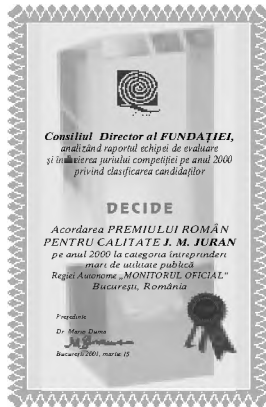 Consiliul Director al FUNDAȚIEI,
analizând raportul echipei de evaluare
și încuvierea juriului competiției pe anul 2000
privind clasificarea candidaților
DECIDE
Acordarea PREMIULUI ROMÂN
PENTRU CALITATE J. M. JURAN
pe anul 2000 la categoria întreprinderi
mari de utilitate publică
Regiei Autonome „MONITORUL OFICIAL"
București, România
Președinte
Dr. Marin
București 2001, martie 15